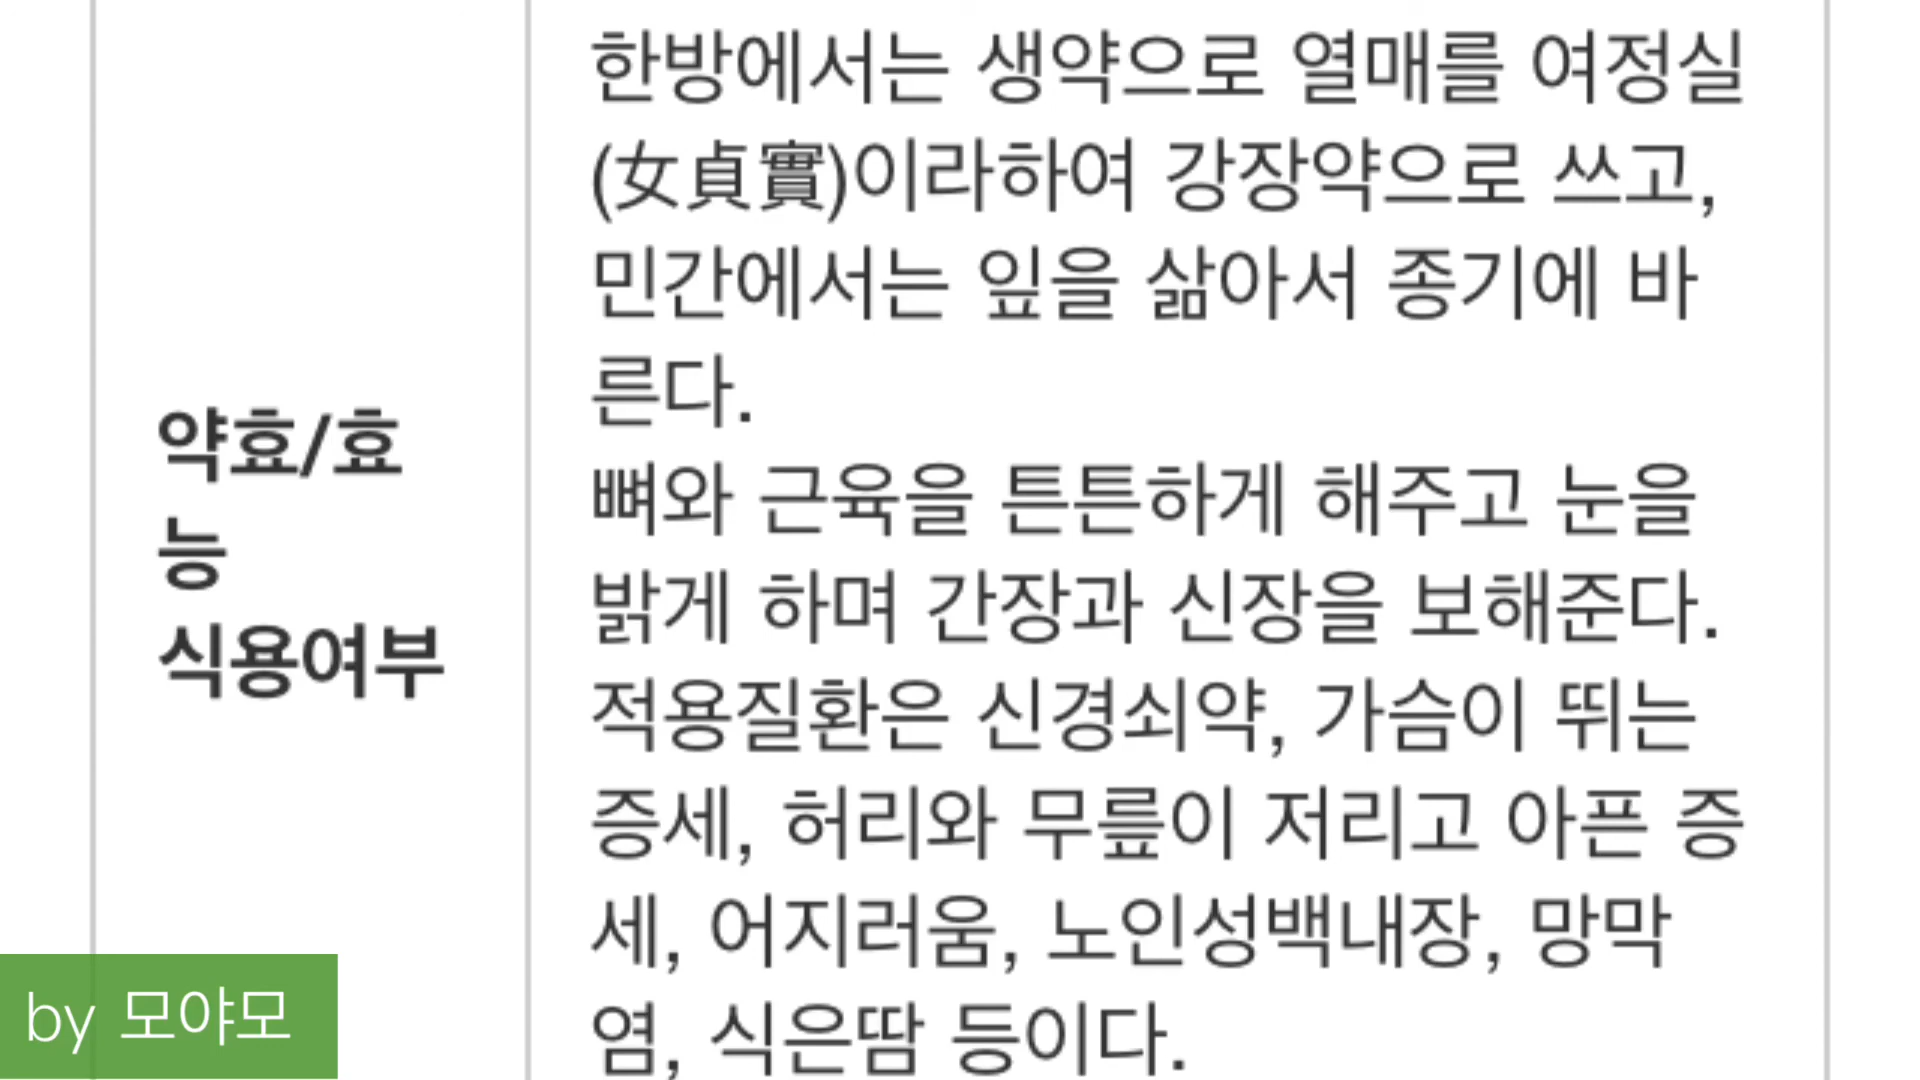 한방에서는 생약으로 열매를 여정실
(女貞實)이라하여 강장약으로 쓰고,
민간에서는 잎을 삶아서 종기에 바
른다.
약효/효
능
식용여부
뼈와 근육을 튼튼하게 해주고 눈을
밝게 하며 간장과 신장을 보해준다.
적용질환은 신경쇠약, 가슴이 뛰는
증세, 허리와 무릎이 저리고 아픈 증
세, 어지러움, 노인성백내장, 망막
염, 식은땀 등이다.
by 모야모